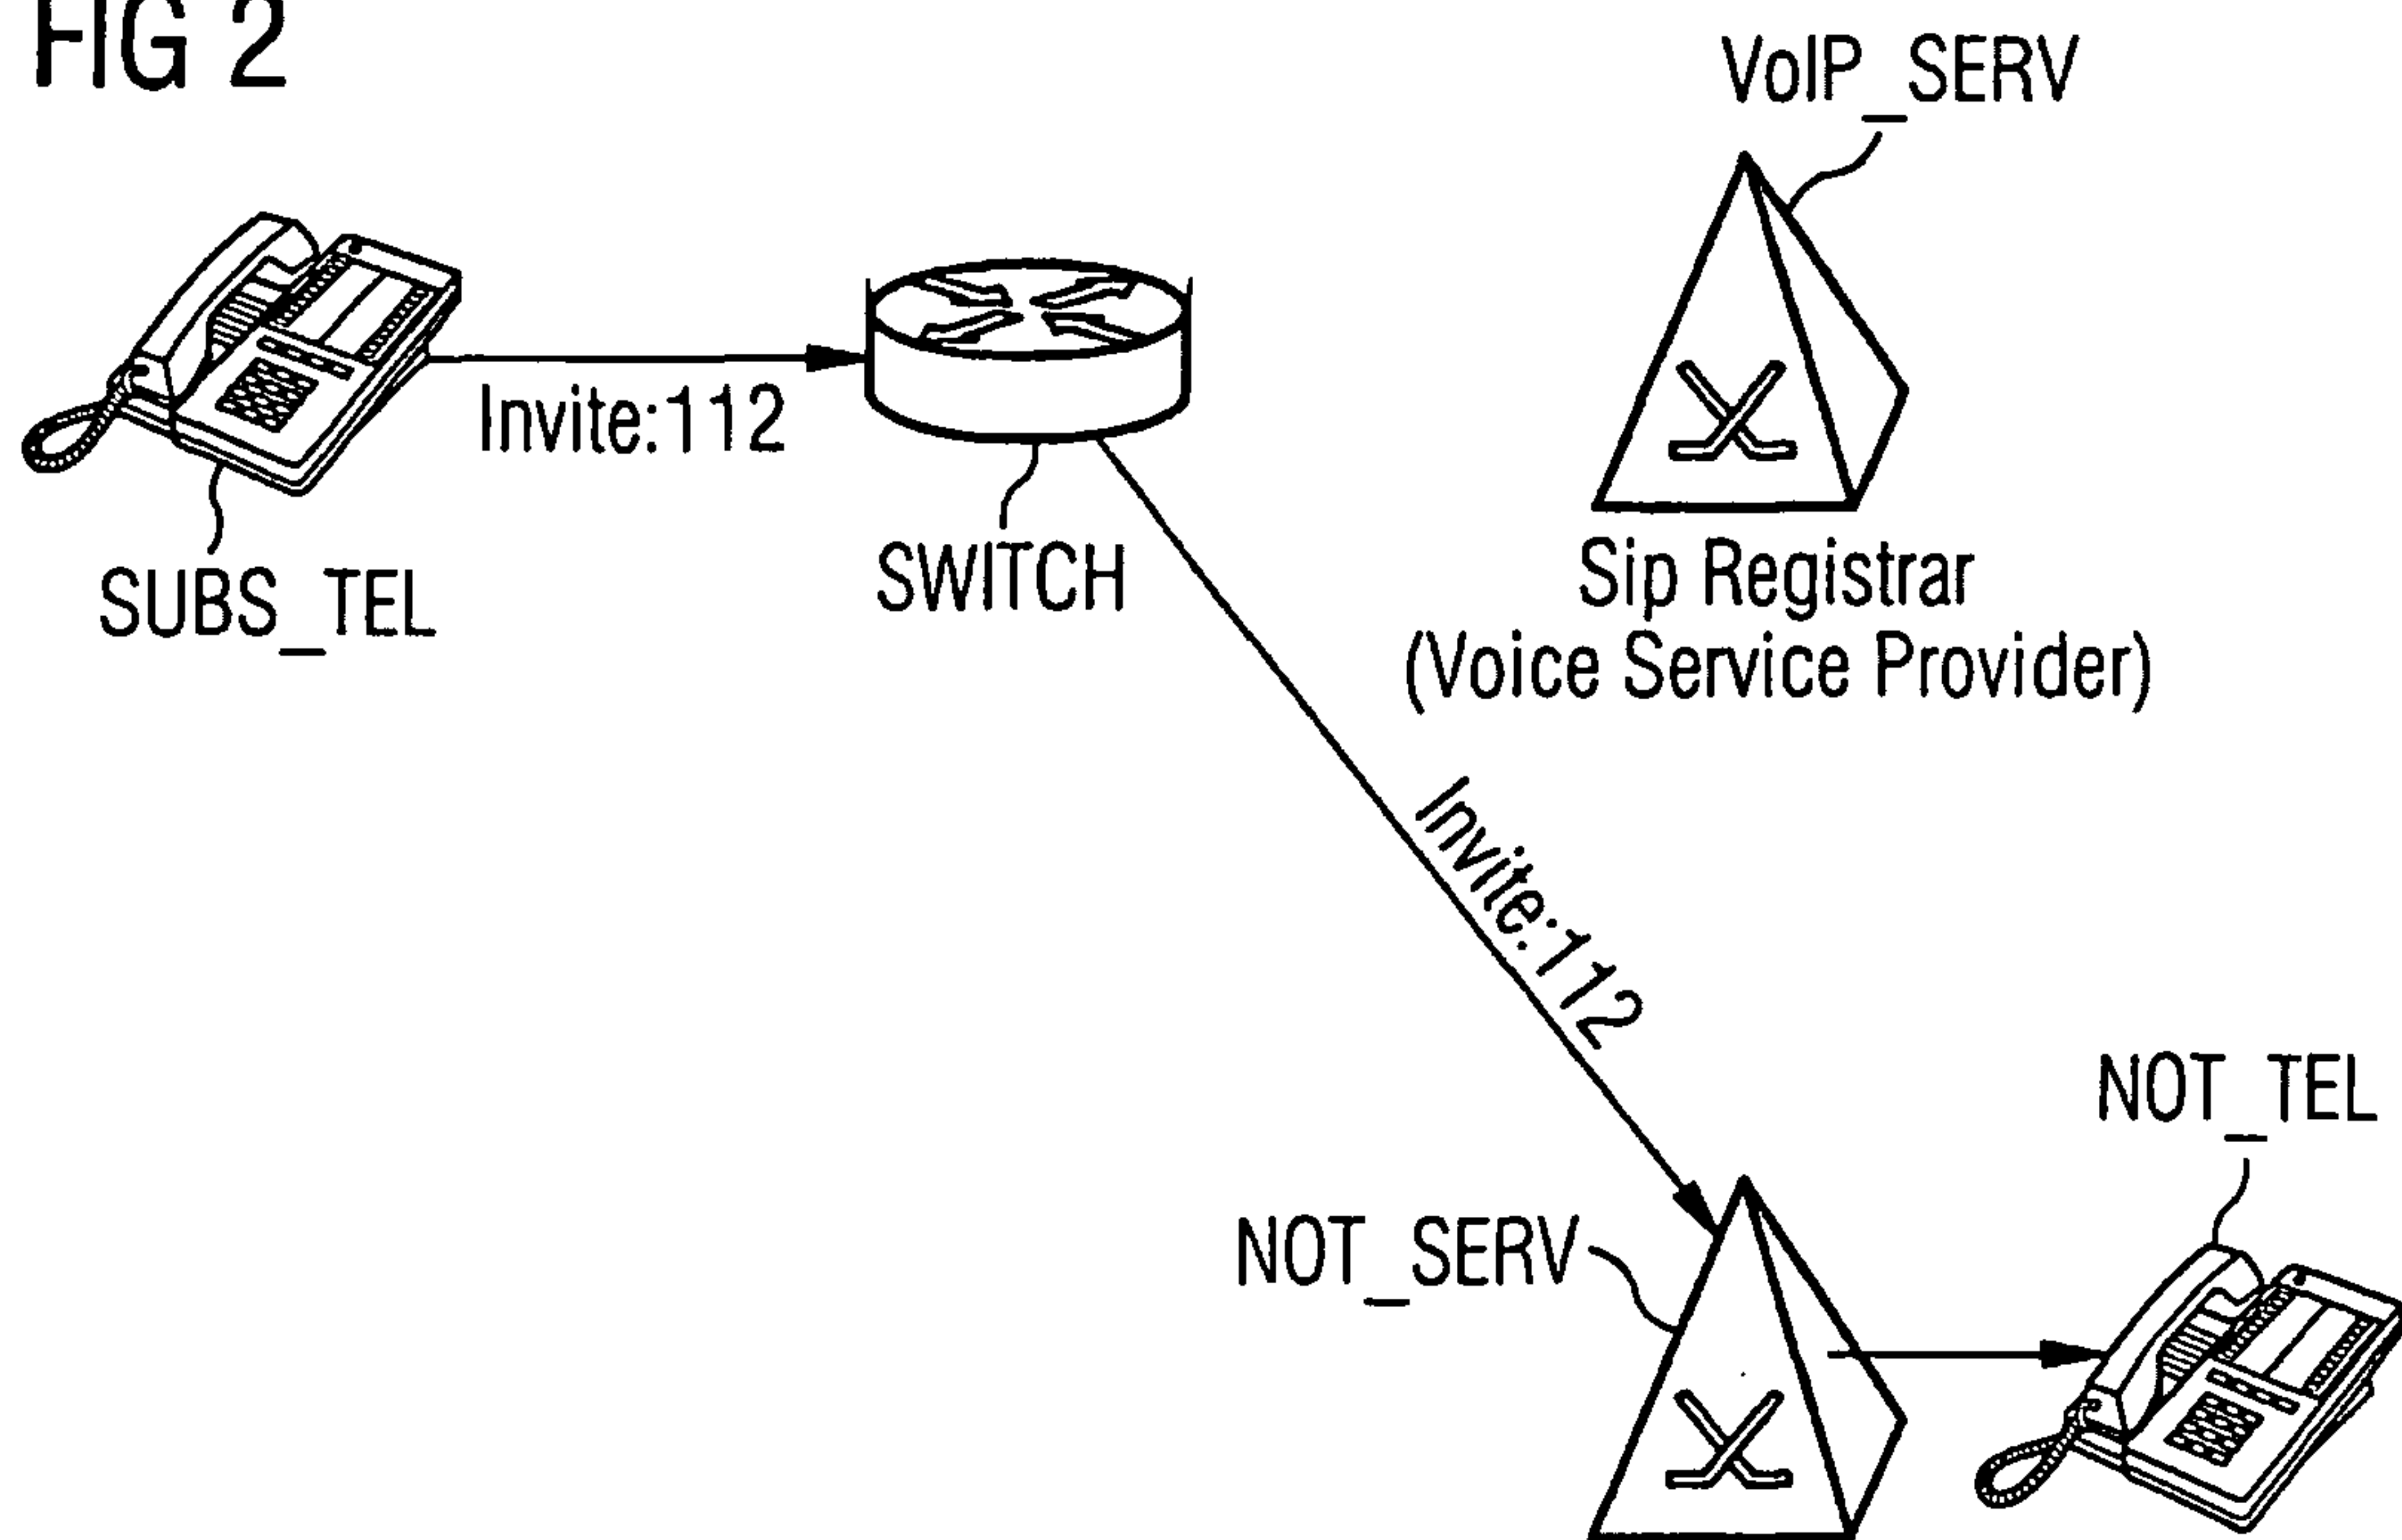 FIG 2
VoIP_SERV
Invite:112
SUBS_TEL
SWITCH
Sip Registrar
(Voice Service Provider)
Invite:112
NOT_TEL
NOT_SERV